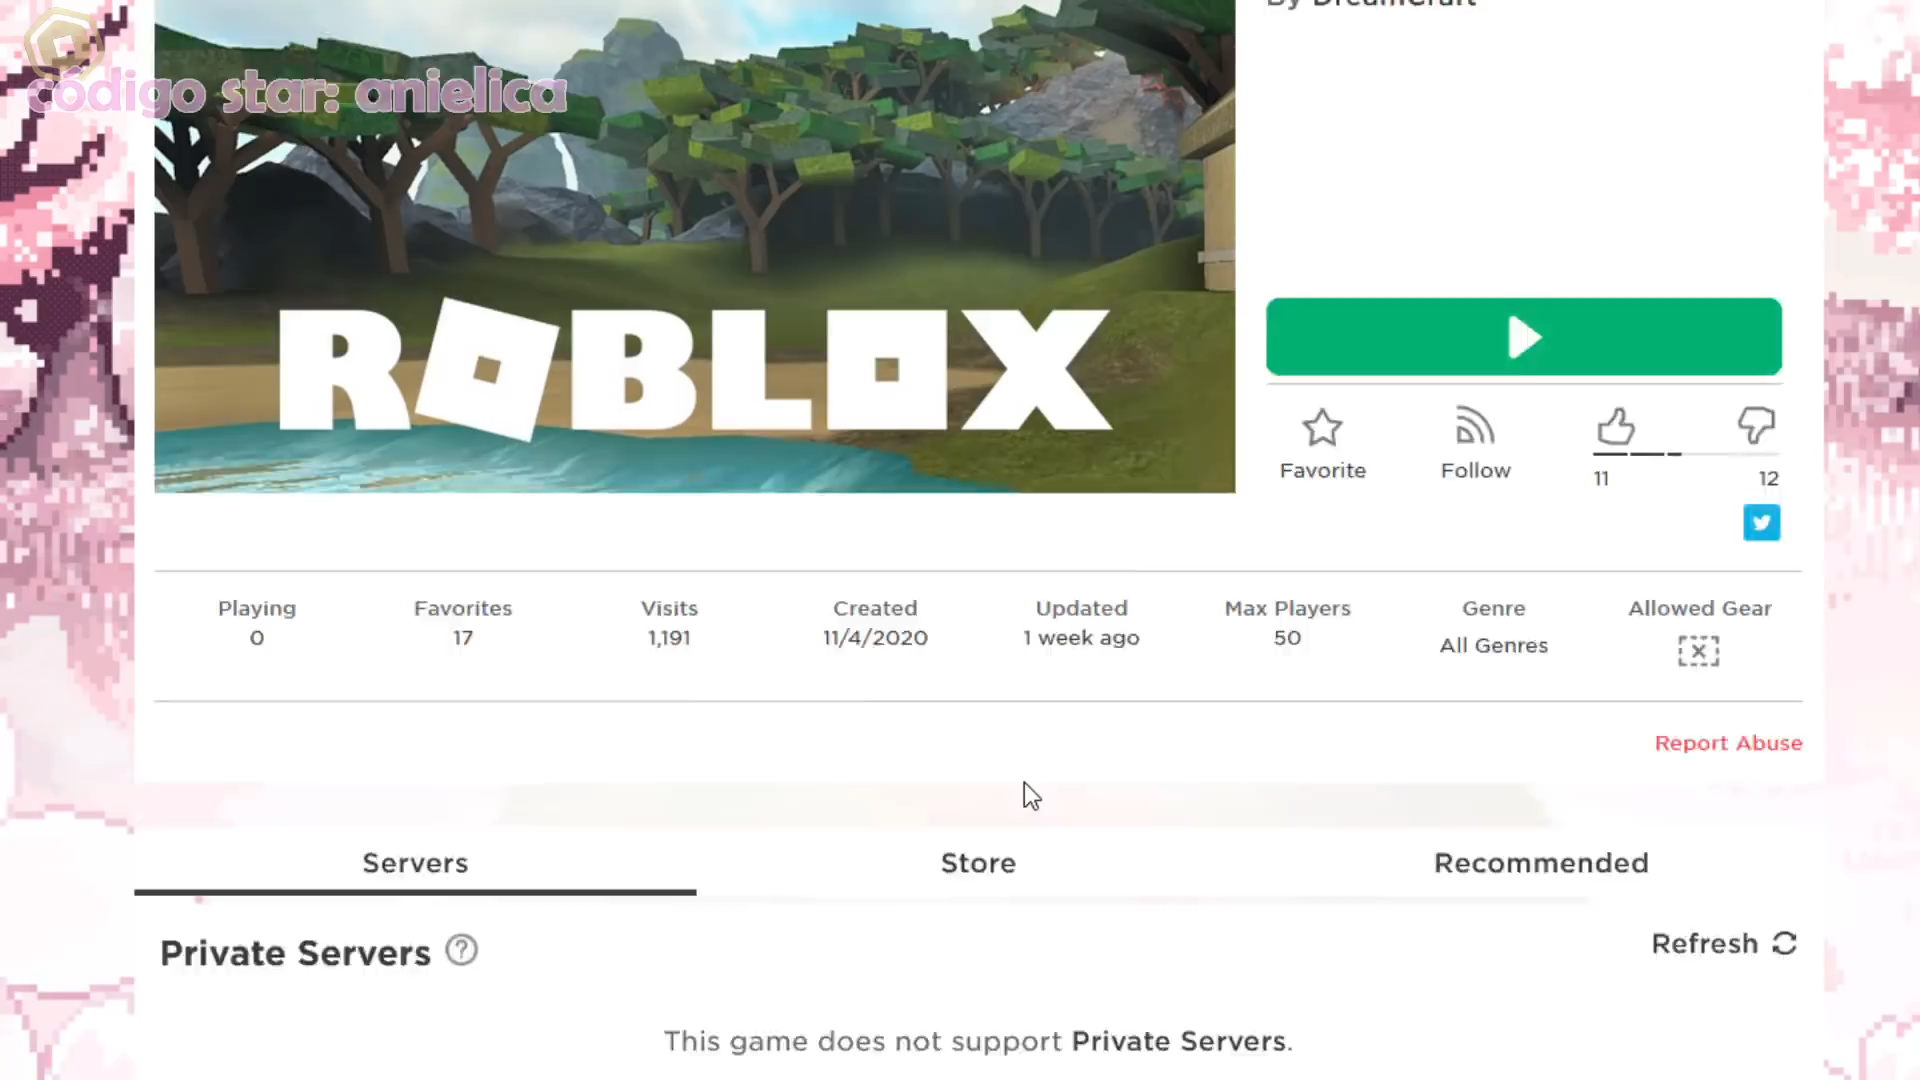 By DreamCraft
código star: anielica
ROBLOX
Favorite
Follow
11
12
Playing
0
Favorites
17
Visits
1,191
Created
11/4/2020
Updated
1 week ago
Max Players
50
Genre
All Genres
Allowed Gear
Report Abuse
Servers
Store
Recommended
Private Servers
Refresh
This game does not support Private Servers.